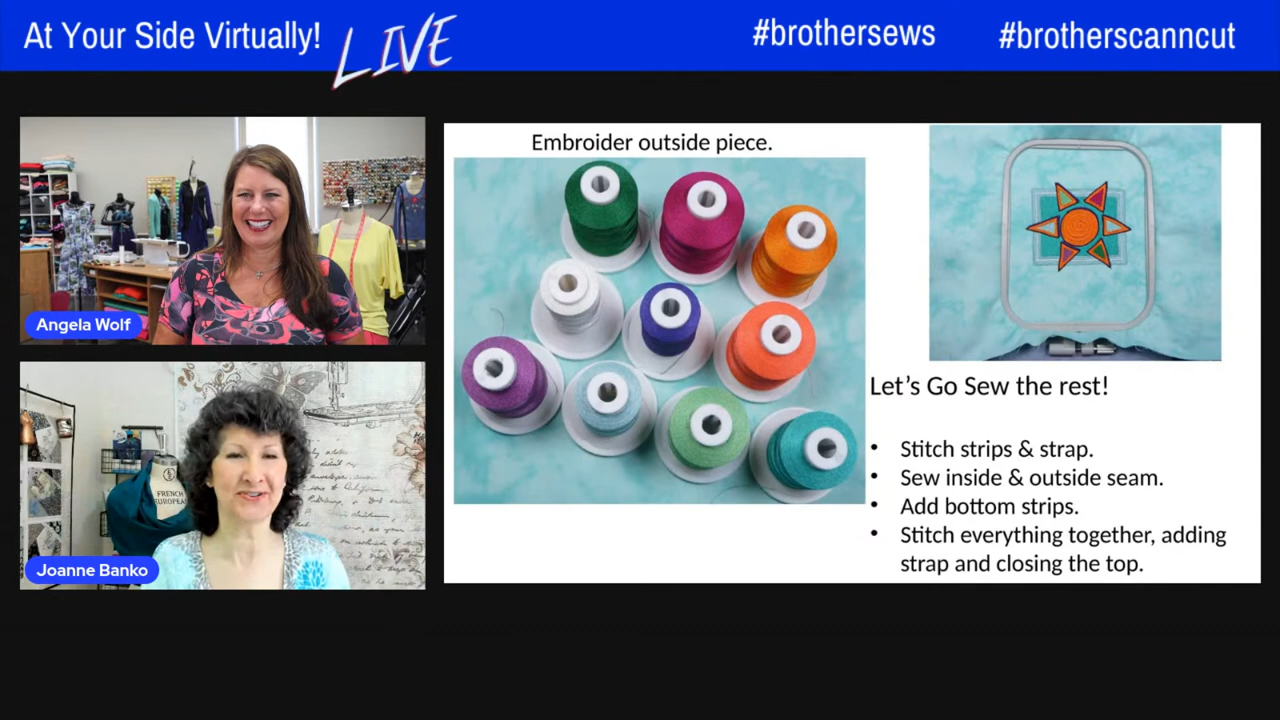 At Your Side Virtually! LIVE
#brothersews
#brotherscanncut
Angela Wolf
FRENCH
EUROPEAN
Joanne Banko
Embroider outside piece.
Let's Go Sew the rest!
• Stitch strips & strap.
• Sew inside & outside seam.
• Add bottom strips.
• Stitch everything together, adding
strap and closing the top.